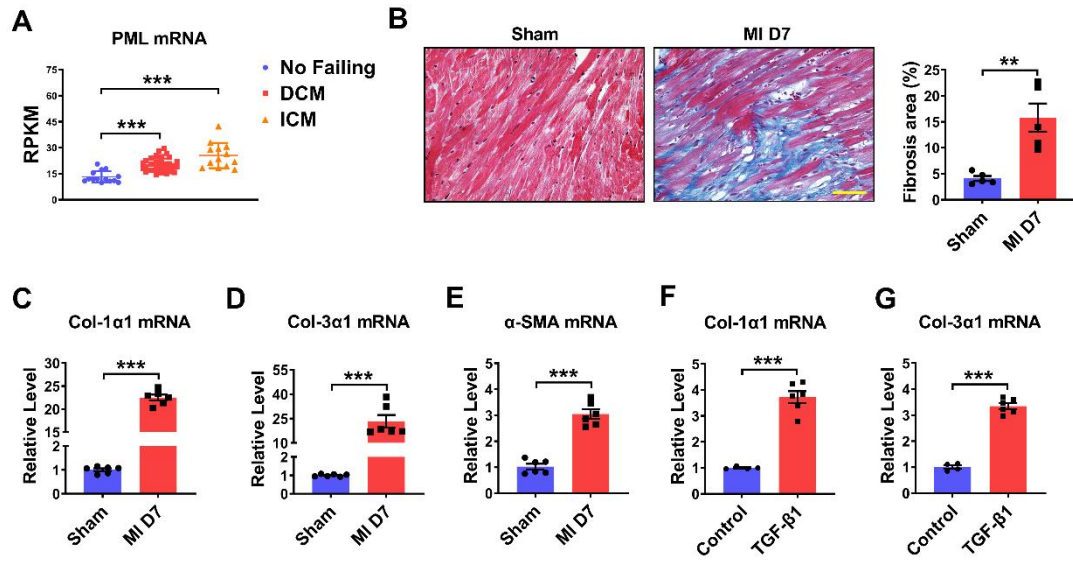 A
PML mRNA
RPKM
75
60
45
30
15
0
***
***
No Failing
DCM
ICM
B
Sham
MI D7
Fibrosis area (%)
25
20
15
10
5
0
**
Sham
MI D7
C
Col-1α1 mRNA
Relative Level
30
25
20
15
2
1
0
***
Sham
MI D7
D
Col-3α1 mRNA
Relative Level
55
40
25
10
2
1
0
***
Sham
MI D7
E
α-SMA mRNA
Relative Level
5
4
3
2
1
0
***
Sham
MI D7
F
Col-1α1 mRNA
Relative Level
5
4
3
2
1
0
***
Control
TGF-β1
G
Col-3α1 mRNA
Relative Level
5
4
3
2
1
0
***
Control
TGF-β1